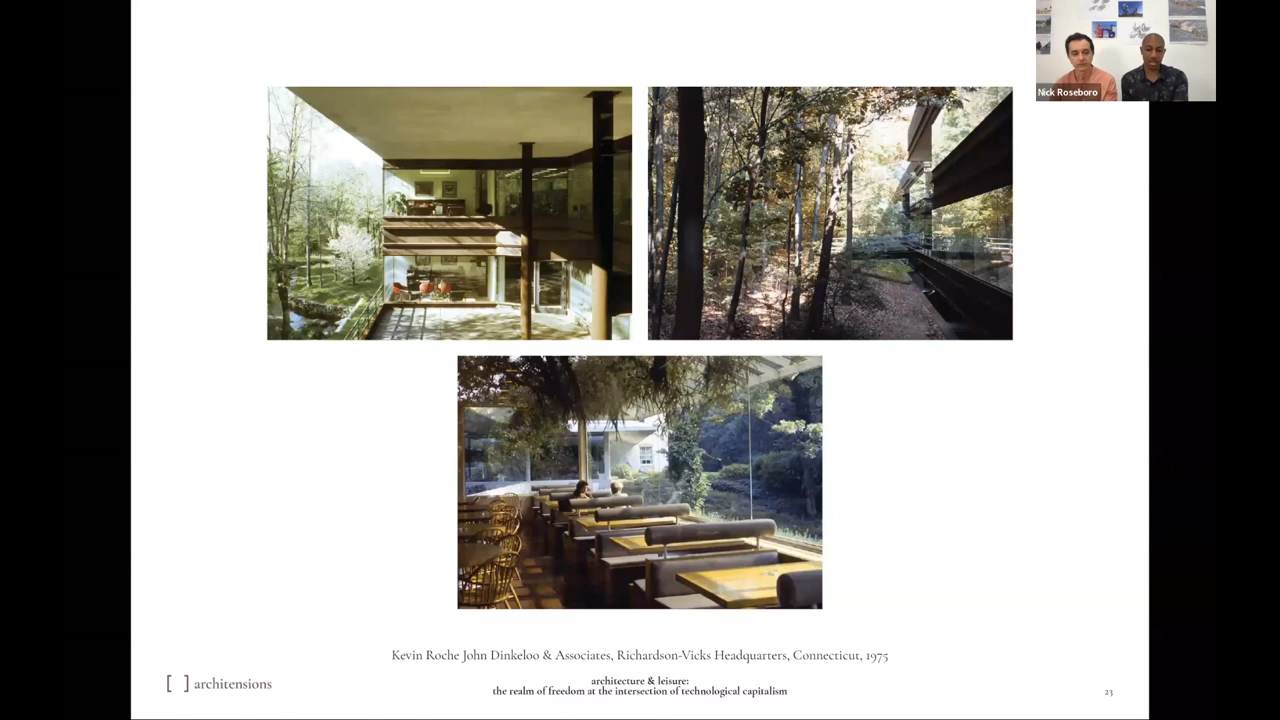 Nick Roseboro
Kevin Roche John Dinkeloo & Associates, Richardson-Vicks Headquarters, Connecticut, 1975
[ ] architensions
architecture & leisure:
the realm of freedom at the intersection of technological capitalism
23